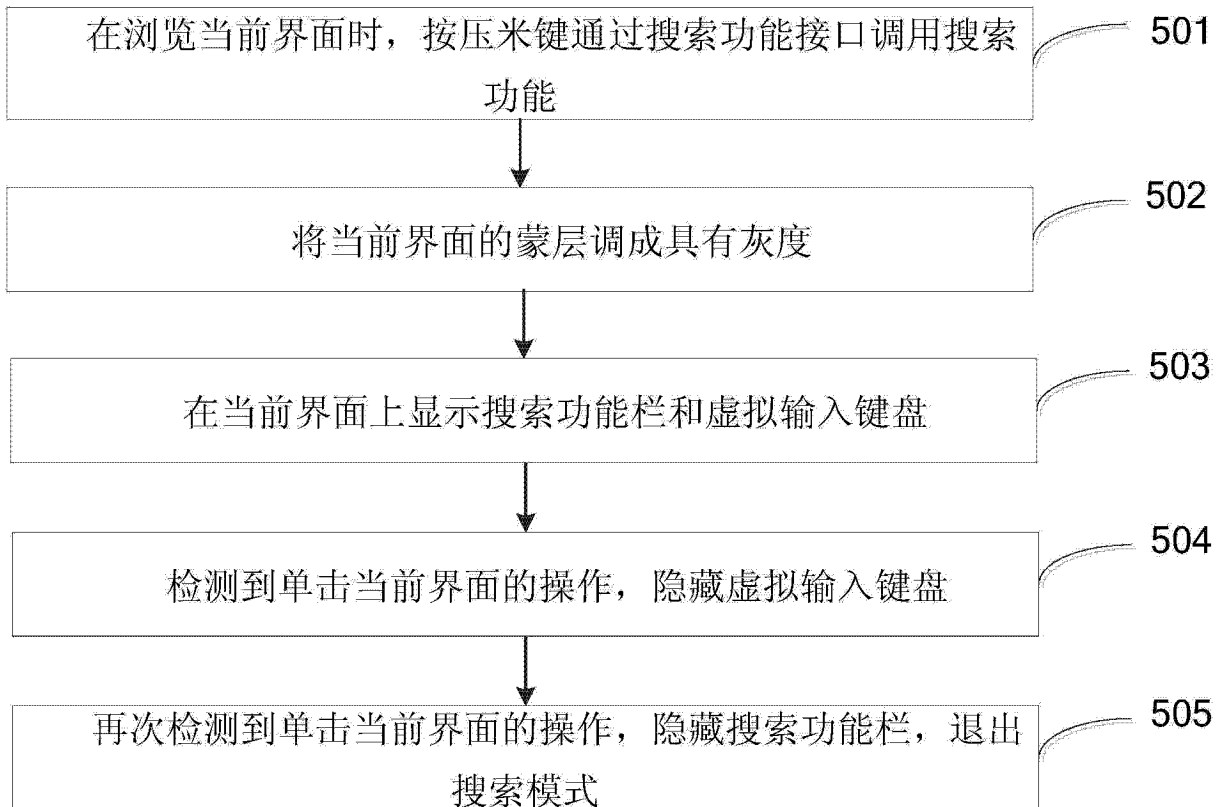 在浏览当前界面时，按压米键通过搜索功能接口调用搜索
功能
501
将当前界面的蒙层调成具有灰度
502
在当前界面上显示搜索功能栏和虚拟输入键盘
503
检测到单击当前界面的操作，隐藏虚拟输入键盘
504
再次检测到单击当前界面的操作，隐藏搜索功能栏，退出
搜索模式
505